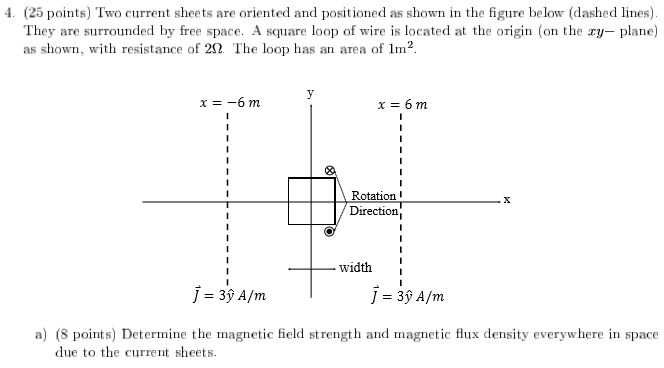 4. (25 points) Two current sheets are oriented and positioned as shown in the figure below (dashed lines).
They are surrounded by free space. A square loop of wire is located at the origin (on the xy− plane)
as shown, with resistance of 2Ω. The loop has an area of 1m².
y
x = −6 m
x = 6 m
Rotation
x
Direction
width
J⃗ = 3ŷ A/m
J⃗ = 3ŷ A/m
a) (8 points) Determine the magnetic field strength and magnetic flux density everywhere in space
due to the current sheets.